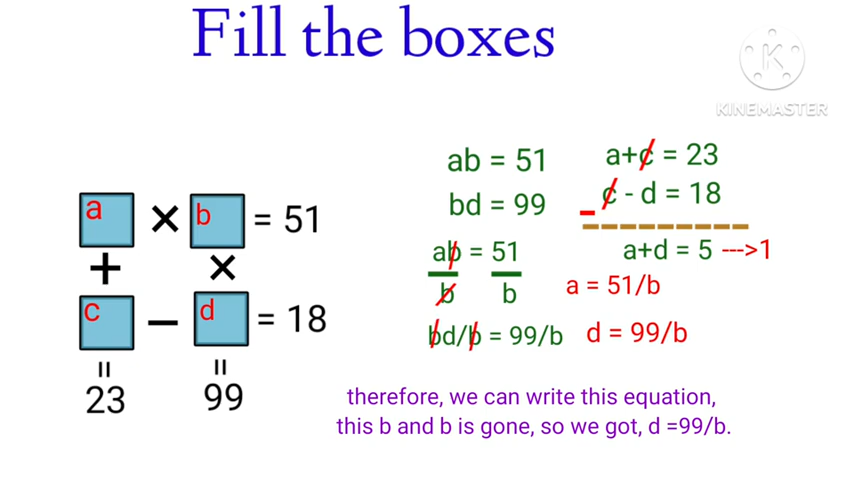 Fill the boxes
K
KINEMASTER
ab = 51
bd = 99
ab = 51
b b
bd/b = 99/b
a+c = 23
- c - d = 18
a+d = 5 --->1
a = 51/b
d = 99/b
a × b = 51
+ ×
c – d = 18
= =
23 99
therefore, we can write this equation,
this b and b is gone, so we got, d =99/b.